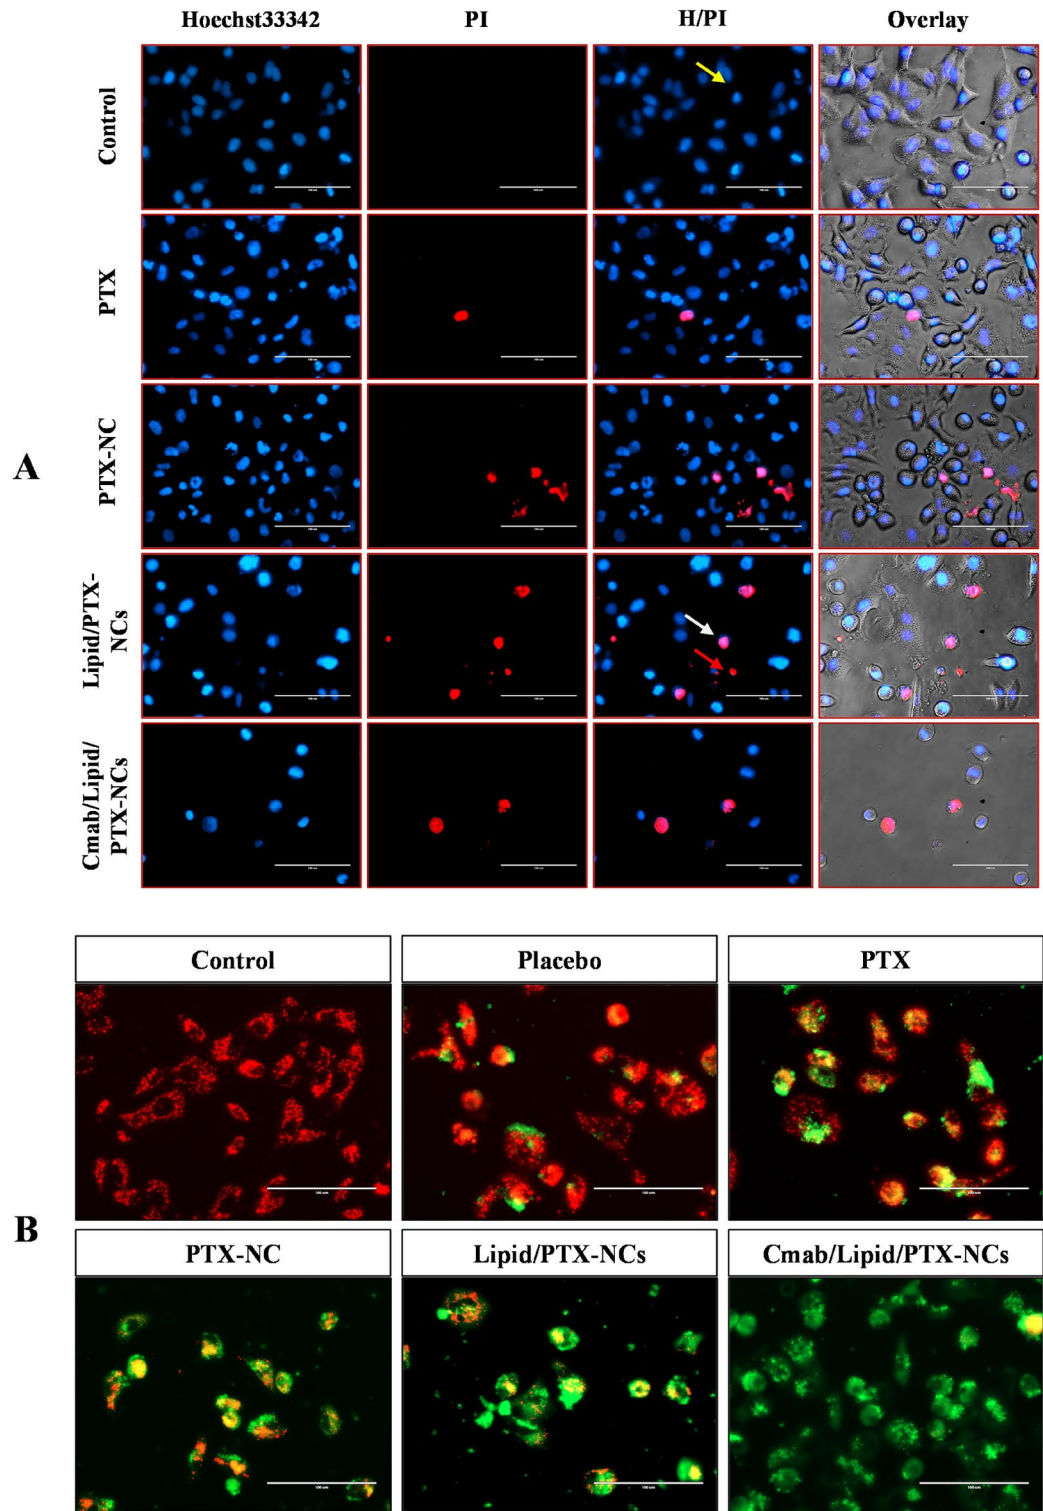 Hoechst33342 PI H/PI Overlay
Control
PTX
A
PTX-NC
Lipid/PTX-
NCs
Cmab/Lipid/
PTX-NCs
Control Placebo PTX
B
PTX-NC Lipid/PTX-NCs Cmab/Lipid/PTX-NCs